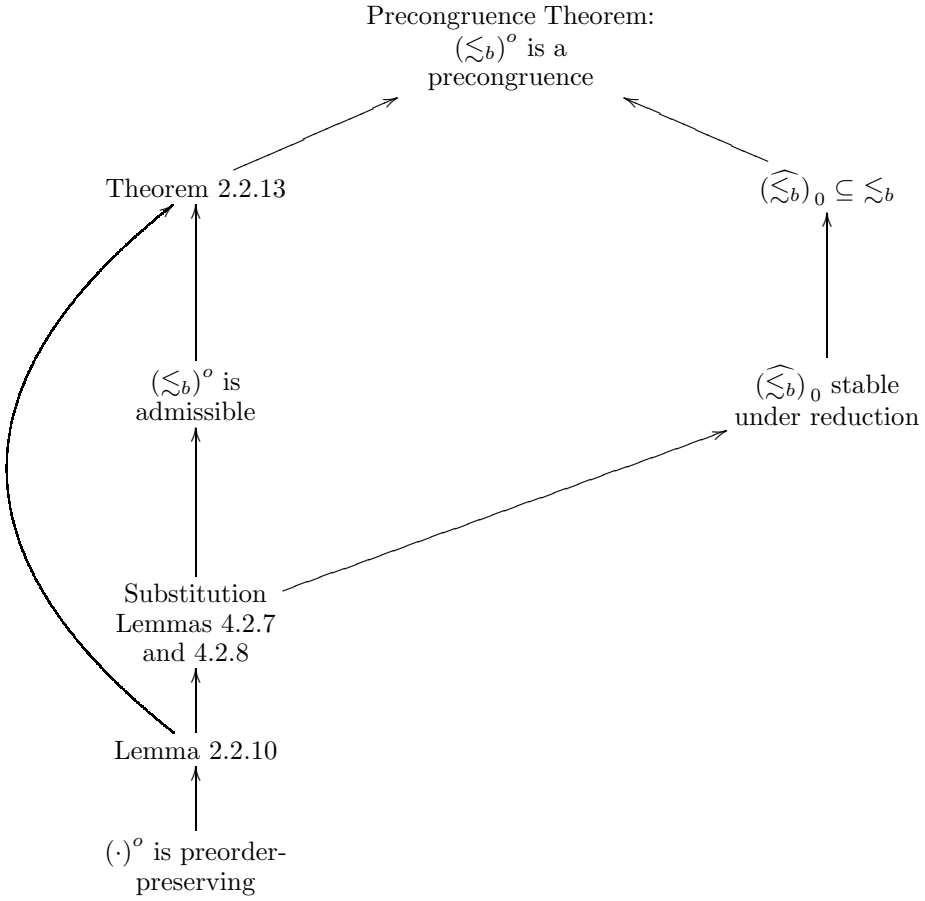 Precongruence Theorem:
(≲_b)^o is a
precongruence
Theorem 2.2.13
(≲̂_b)_0 ⊆ ≲_b
(≲_b)^o is
admissible
(≲̂_b)_0 stable
under reduction
Substitution
Lemmas 4.2.7
and 4.2.8
Lemma 2.2.10
(·)^o is preorder-
preserving